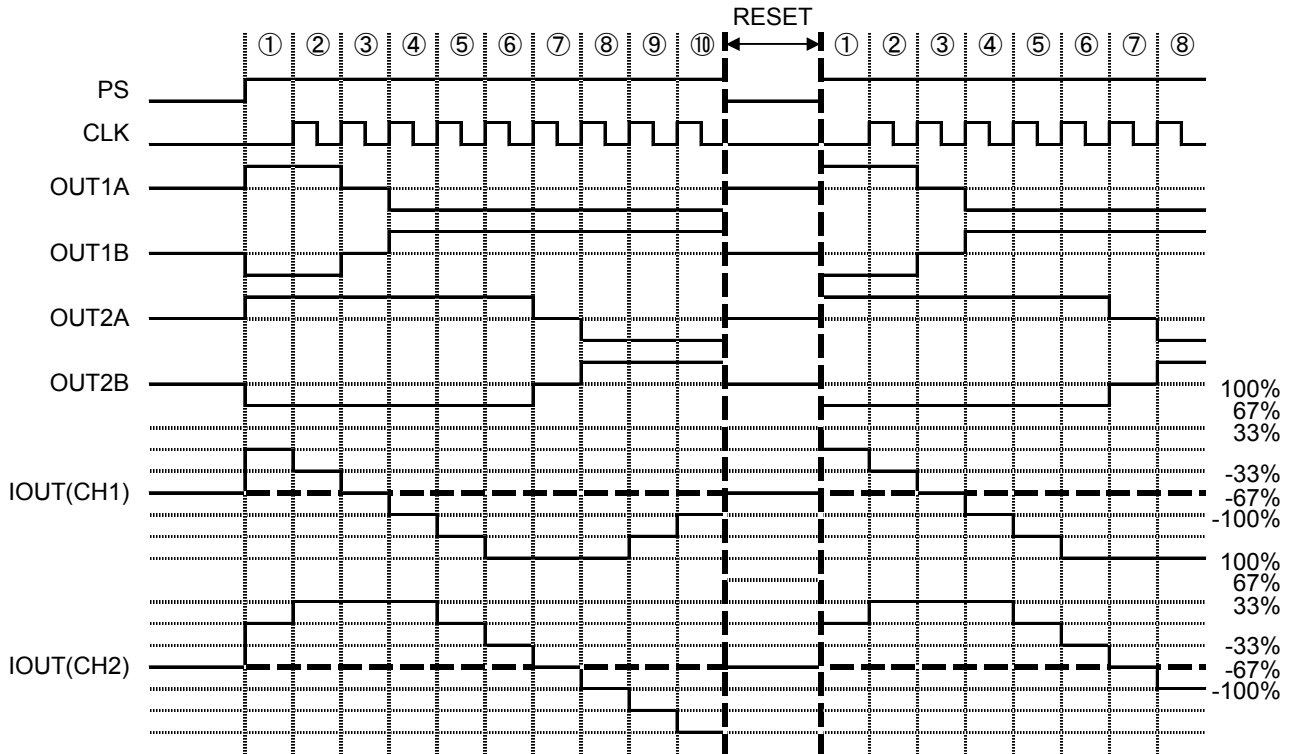 RESET
① ② ③ ④ ⑤ ⑥ ⑦ ⑧ ⑨ ⑩ ① ② ③ ④ ⑤ ⑥ ⑦ ⑧
PS
CLK
OUT1A
OUT1B
OUT2A
OUT2B
100%
67%
33%
-33%
IOUT(CH1)
-67%
-100%
100%
67%
33%
-33%
IOUT(CH2)
-67%
-100%